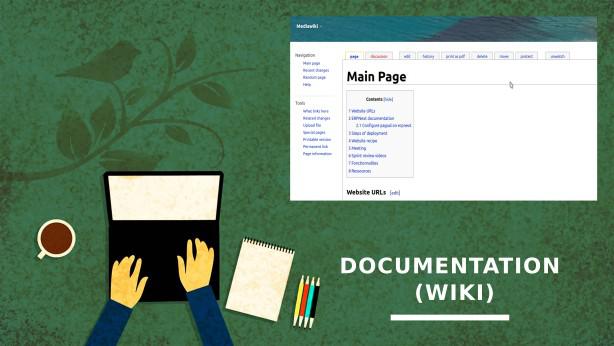 Mediawiki
page discussion edit history print as pdf delete move protect unwatch
Navigation
Main page
Recent changes
Random page
Help
Tools
What links here
Related changes
Upload file
Special pages
Printable version
Permanent link
Page information
Main Page
Contents [hide]
1 Website URLs
2 ERPNext documentation
2.1 Configure paypal on erpnext
3 Steps of deployment
4 Website recipe
5 Meeting
6 Sprint review videos
7 Functionalities
8 Ressources
Website URLs [edit]
DOCUMENTATION
(WIKI)